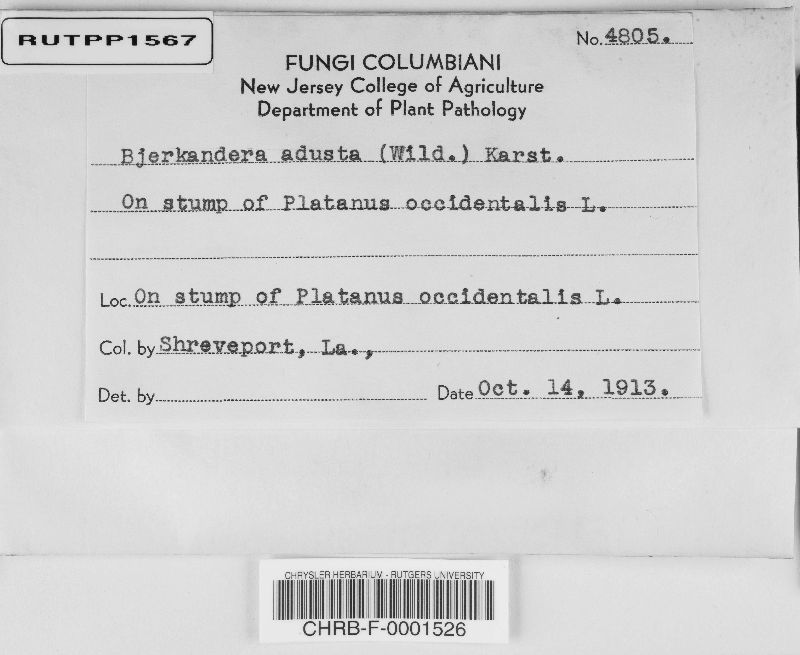 RUTPP1567
No. 4805.
FUNGI COLUMBIANI
New Jersey College of Agriculture
Department of Plant Pathology
Bjerkandera adusta (Wild.) Karst.
On stump of Platanus occidentalis L.
Loc. On stump of Platanus occidentalis L.
Col. by Shreveport, La.,
Det. by
Date Oct. 14, 1913.
CHRYSLER HERBARIUM - RUTGERS UNIVERSITY
CHRB-F-0001526